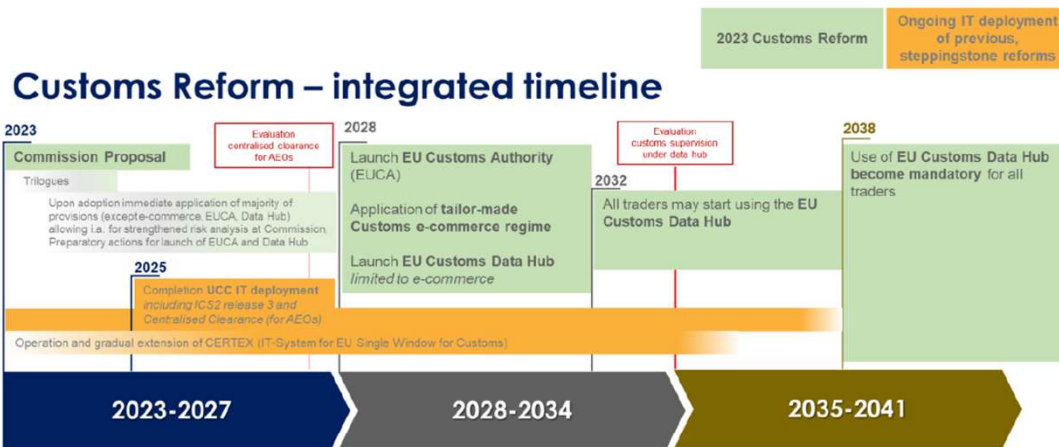 2023 Customs Reform
Ongoing IT deployment
of previous,
steppingstone reforms
Customs Reform – integrated timeline
2023
Commission Proposal
Trilogues
Upon adoption immediate application of majority of
provisions (except e-commerce, EUCA, Data Hub)
allowing i.a. for strengthened risk analysis at Commission,
Preparatory actions for launch of EUCA and Data Hub
Evaluation
centralised clearance
for AEOs
2025
Completion UCC IT deployment
including ICS2 release 3 and
Centralised Clearance (for AEOs)
Operation and gradual extension of CERTEX (IT-System for EU Single Window for Customs)
2028
Launch EU Customs Authority
(EUCA)
Application of tailor-made
Customs e-commerce regime
Launch EU Customs Data Hub
limited to e-commerce
2032
All traders may start using the EU
Customs Data Hub
Evaluation
customs supervision
under data hub
2038
Use of EU Customs Data Hub
become mandatory for all
traders
2023-2027
2028-2034
2035-2041